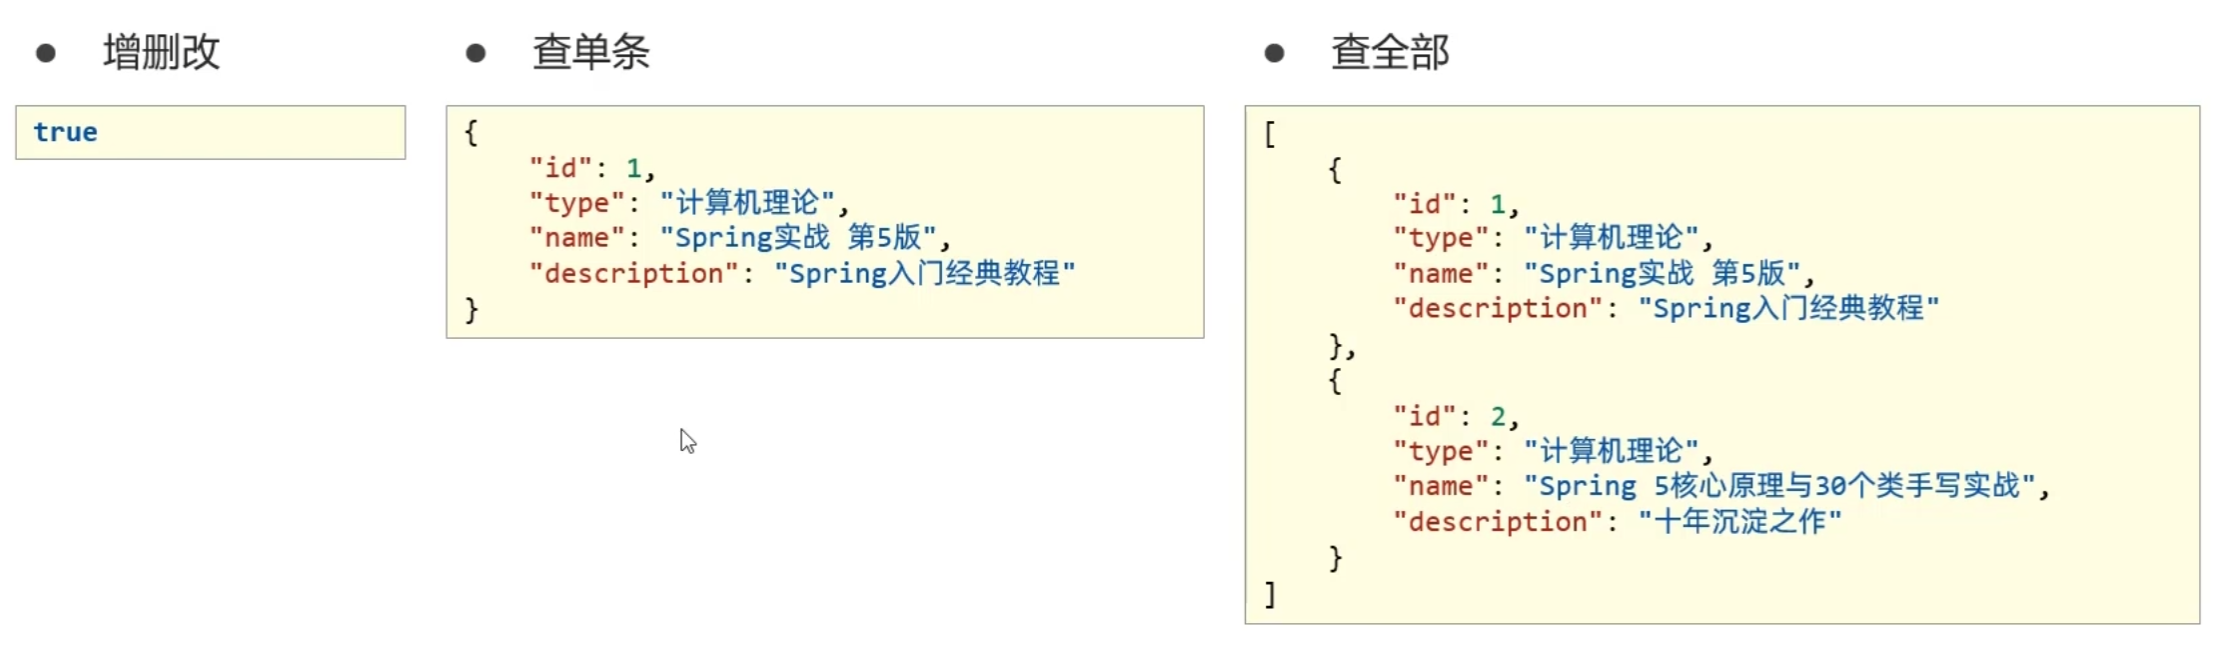 ● 增删改
true
● 查单条
{
    "id": 1,
    "type": "计算机理论",
    "name": "Spring实战 第5版",
    "description": "Spring入门经典教程"
}
● 查全部
[
    {
        "id": 1,
        "type": "计算机理论",
        "name": "Spring实战 第5版",
        "description": "Spring入门经典教程"
    },
    {
        "id": 2,
        "type": "计算机理论",
        "name": "Spring 5核心原理与30个类手写实战",
        "description": "十年沉淀之作"
    }
]